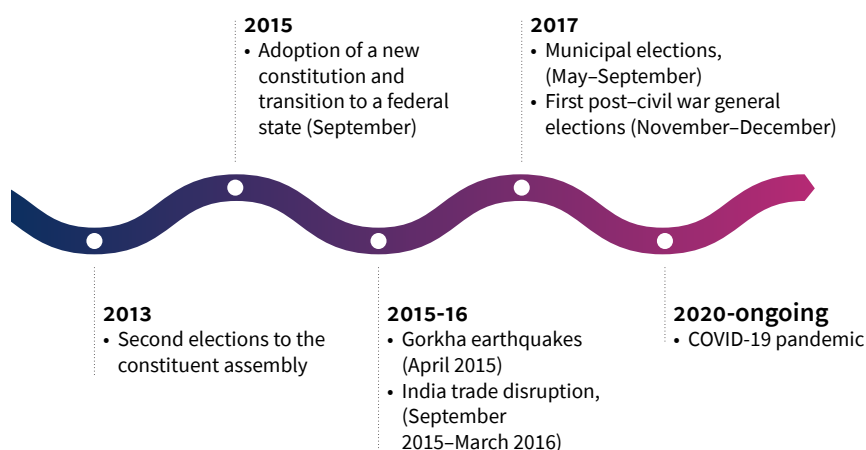 2015
• Adoption of a new
constitution and
transition to a federal
state (September)
2017
• Municipal elections,
(May–September)
• First post–civil war general
elections (November–December)
2013
• Second elections to the
constituent assembly
2015-16
• Gorkha earthquakes
(April 2015)
• India trade disruption,
(September
2015–March 2016)
2020-ongoing
• COVID-19 pandemic